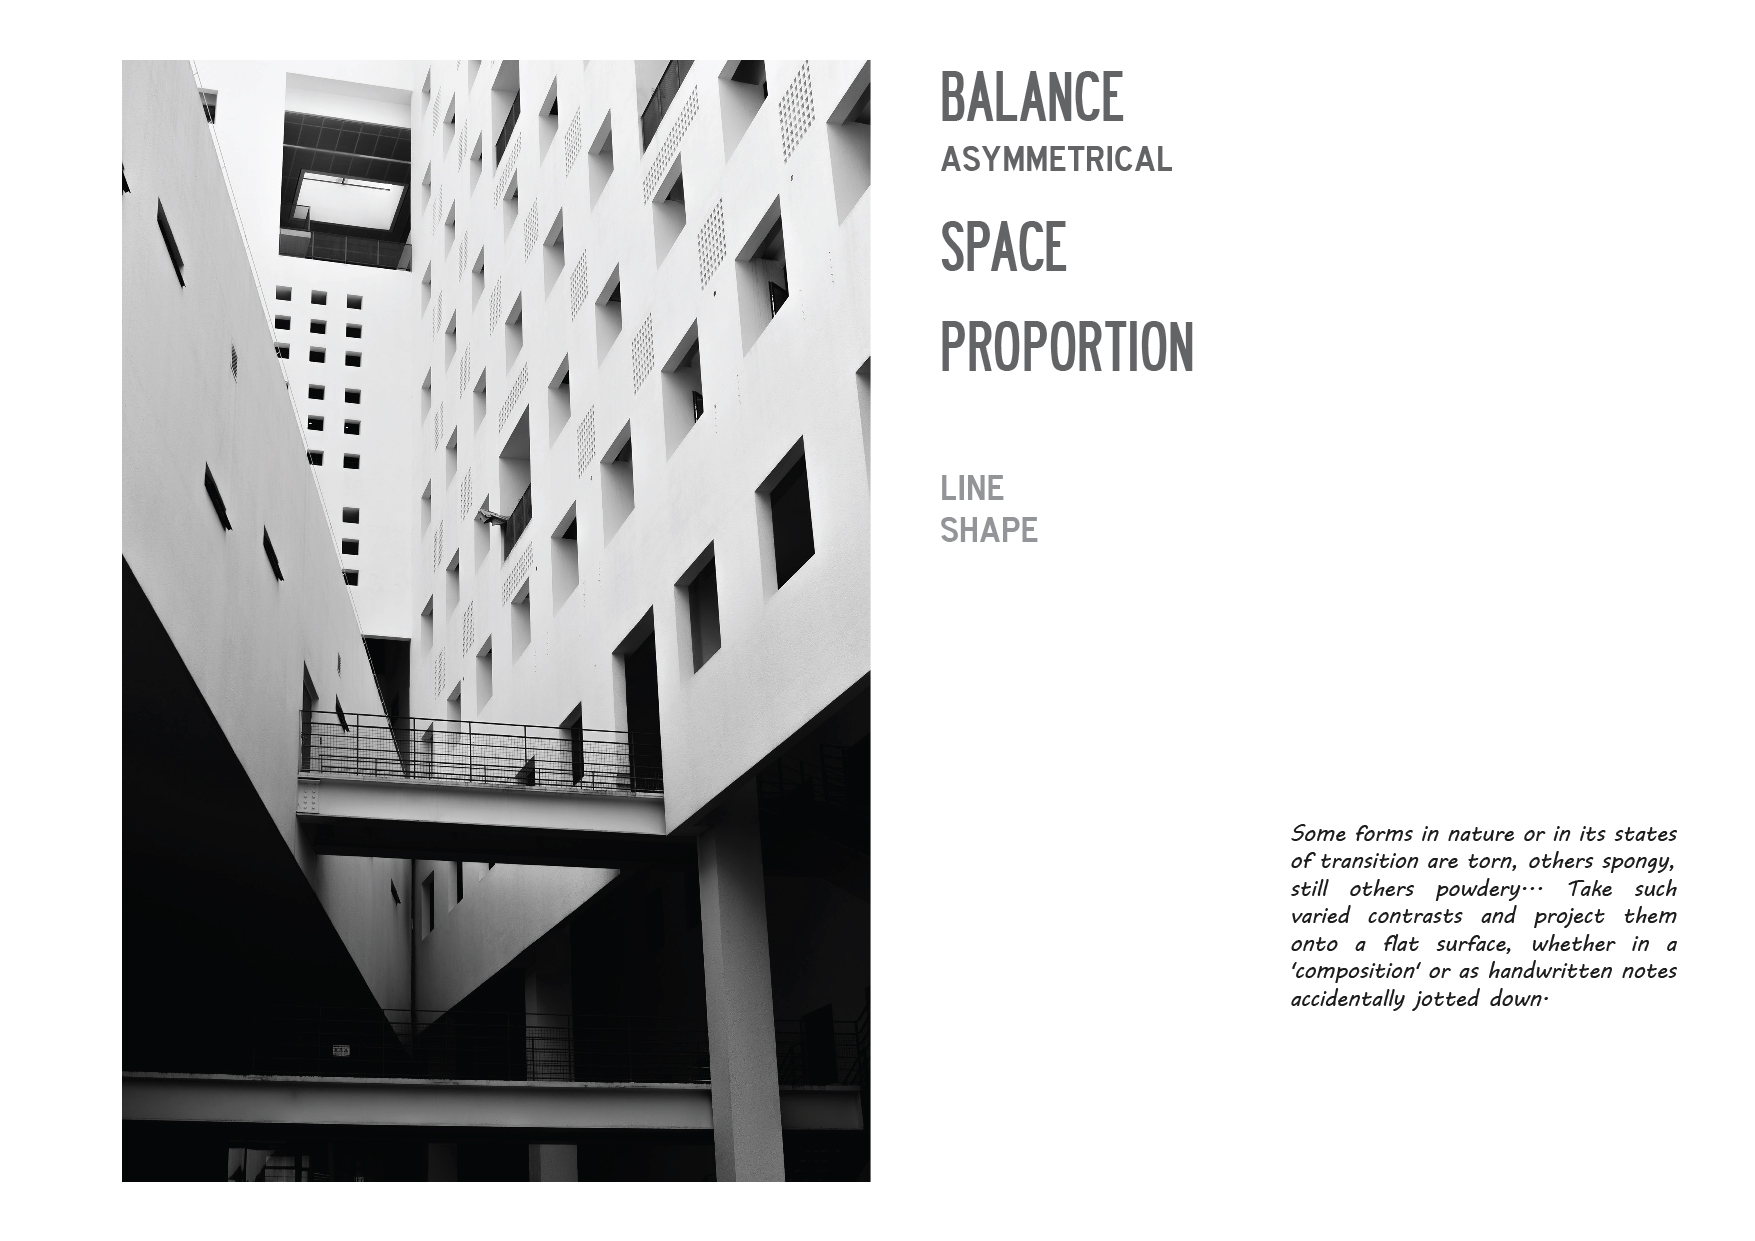 BALANCE
ASYMMETRICAL
SPACE
PROPORTION
LINE
SHAPE
Some forms in nature or in its states
of transition are torn, others spongy,
still others powdery... Take such
varied contrasts and project them
onto a flat surface, whether in a
'composition' or as handwritten notes
accidentally jotted down.